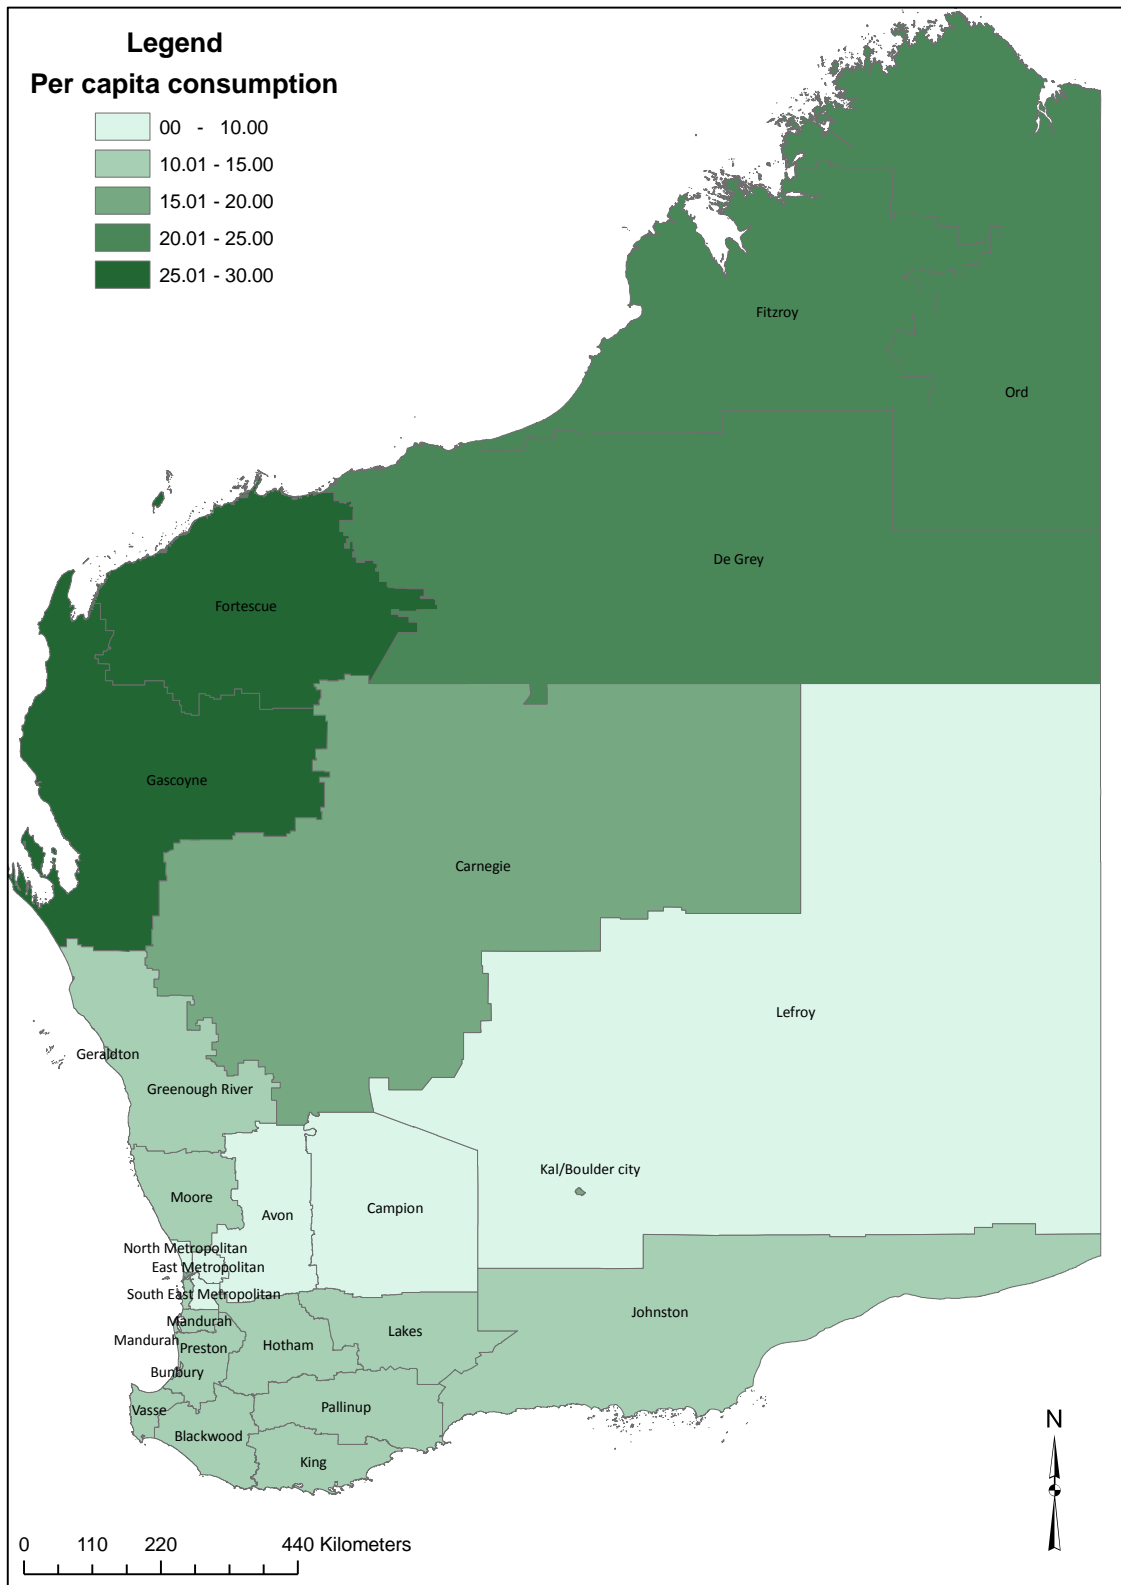 Legend
Per capita consumption
00 - 10.00
10.01 - 15.00
15.01 - 20.00
20.01 - 25.00
25.01 - 30.00
Fitzroy
Ord
De Grey
Fortescue
Gascoyne
Carnegie
Lefroy
Geraldton
Greenough River
Kal/Boulder city
Moore
Avon
Campion
North Metropolitan
East Metropolitan
South East Metropolitan
Mandurah
Johnston
Lakes
Mandurah
Preston
Hotham
Bunbury
Vasse
Pallinup
Blackwood
King
N
0 110 220 440 Kilometers